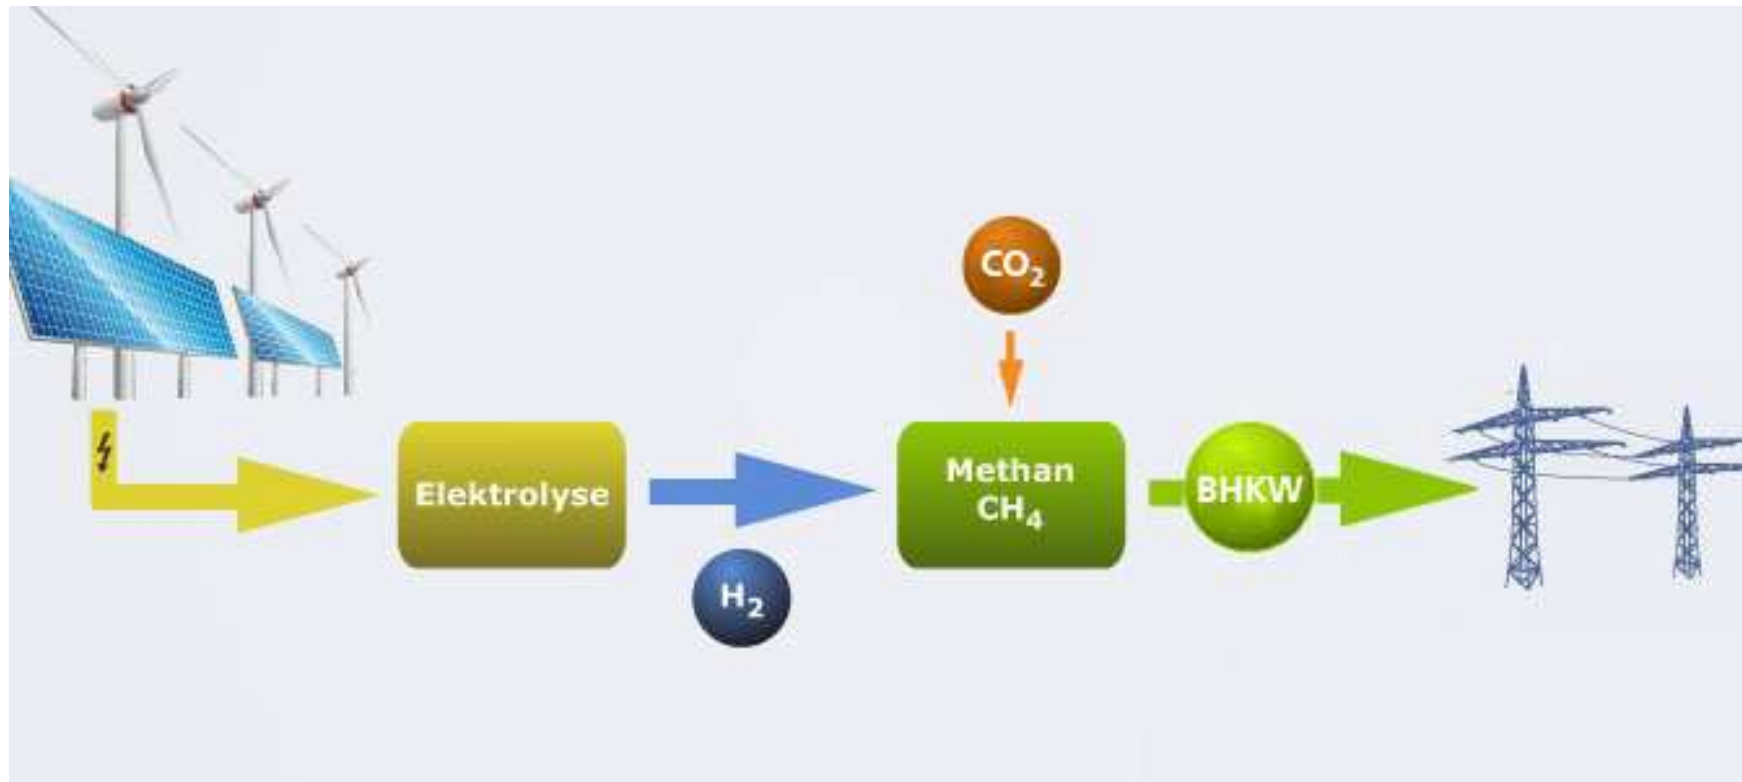 Elektrolyse
H₂
CO₂
Methan
CH₄
BHKW